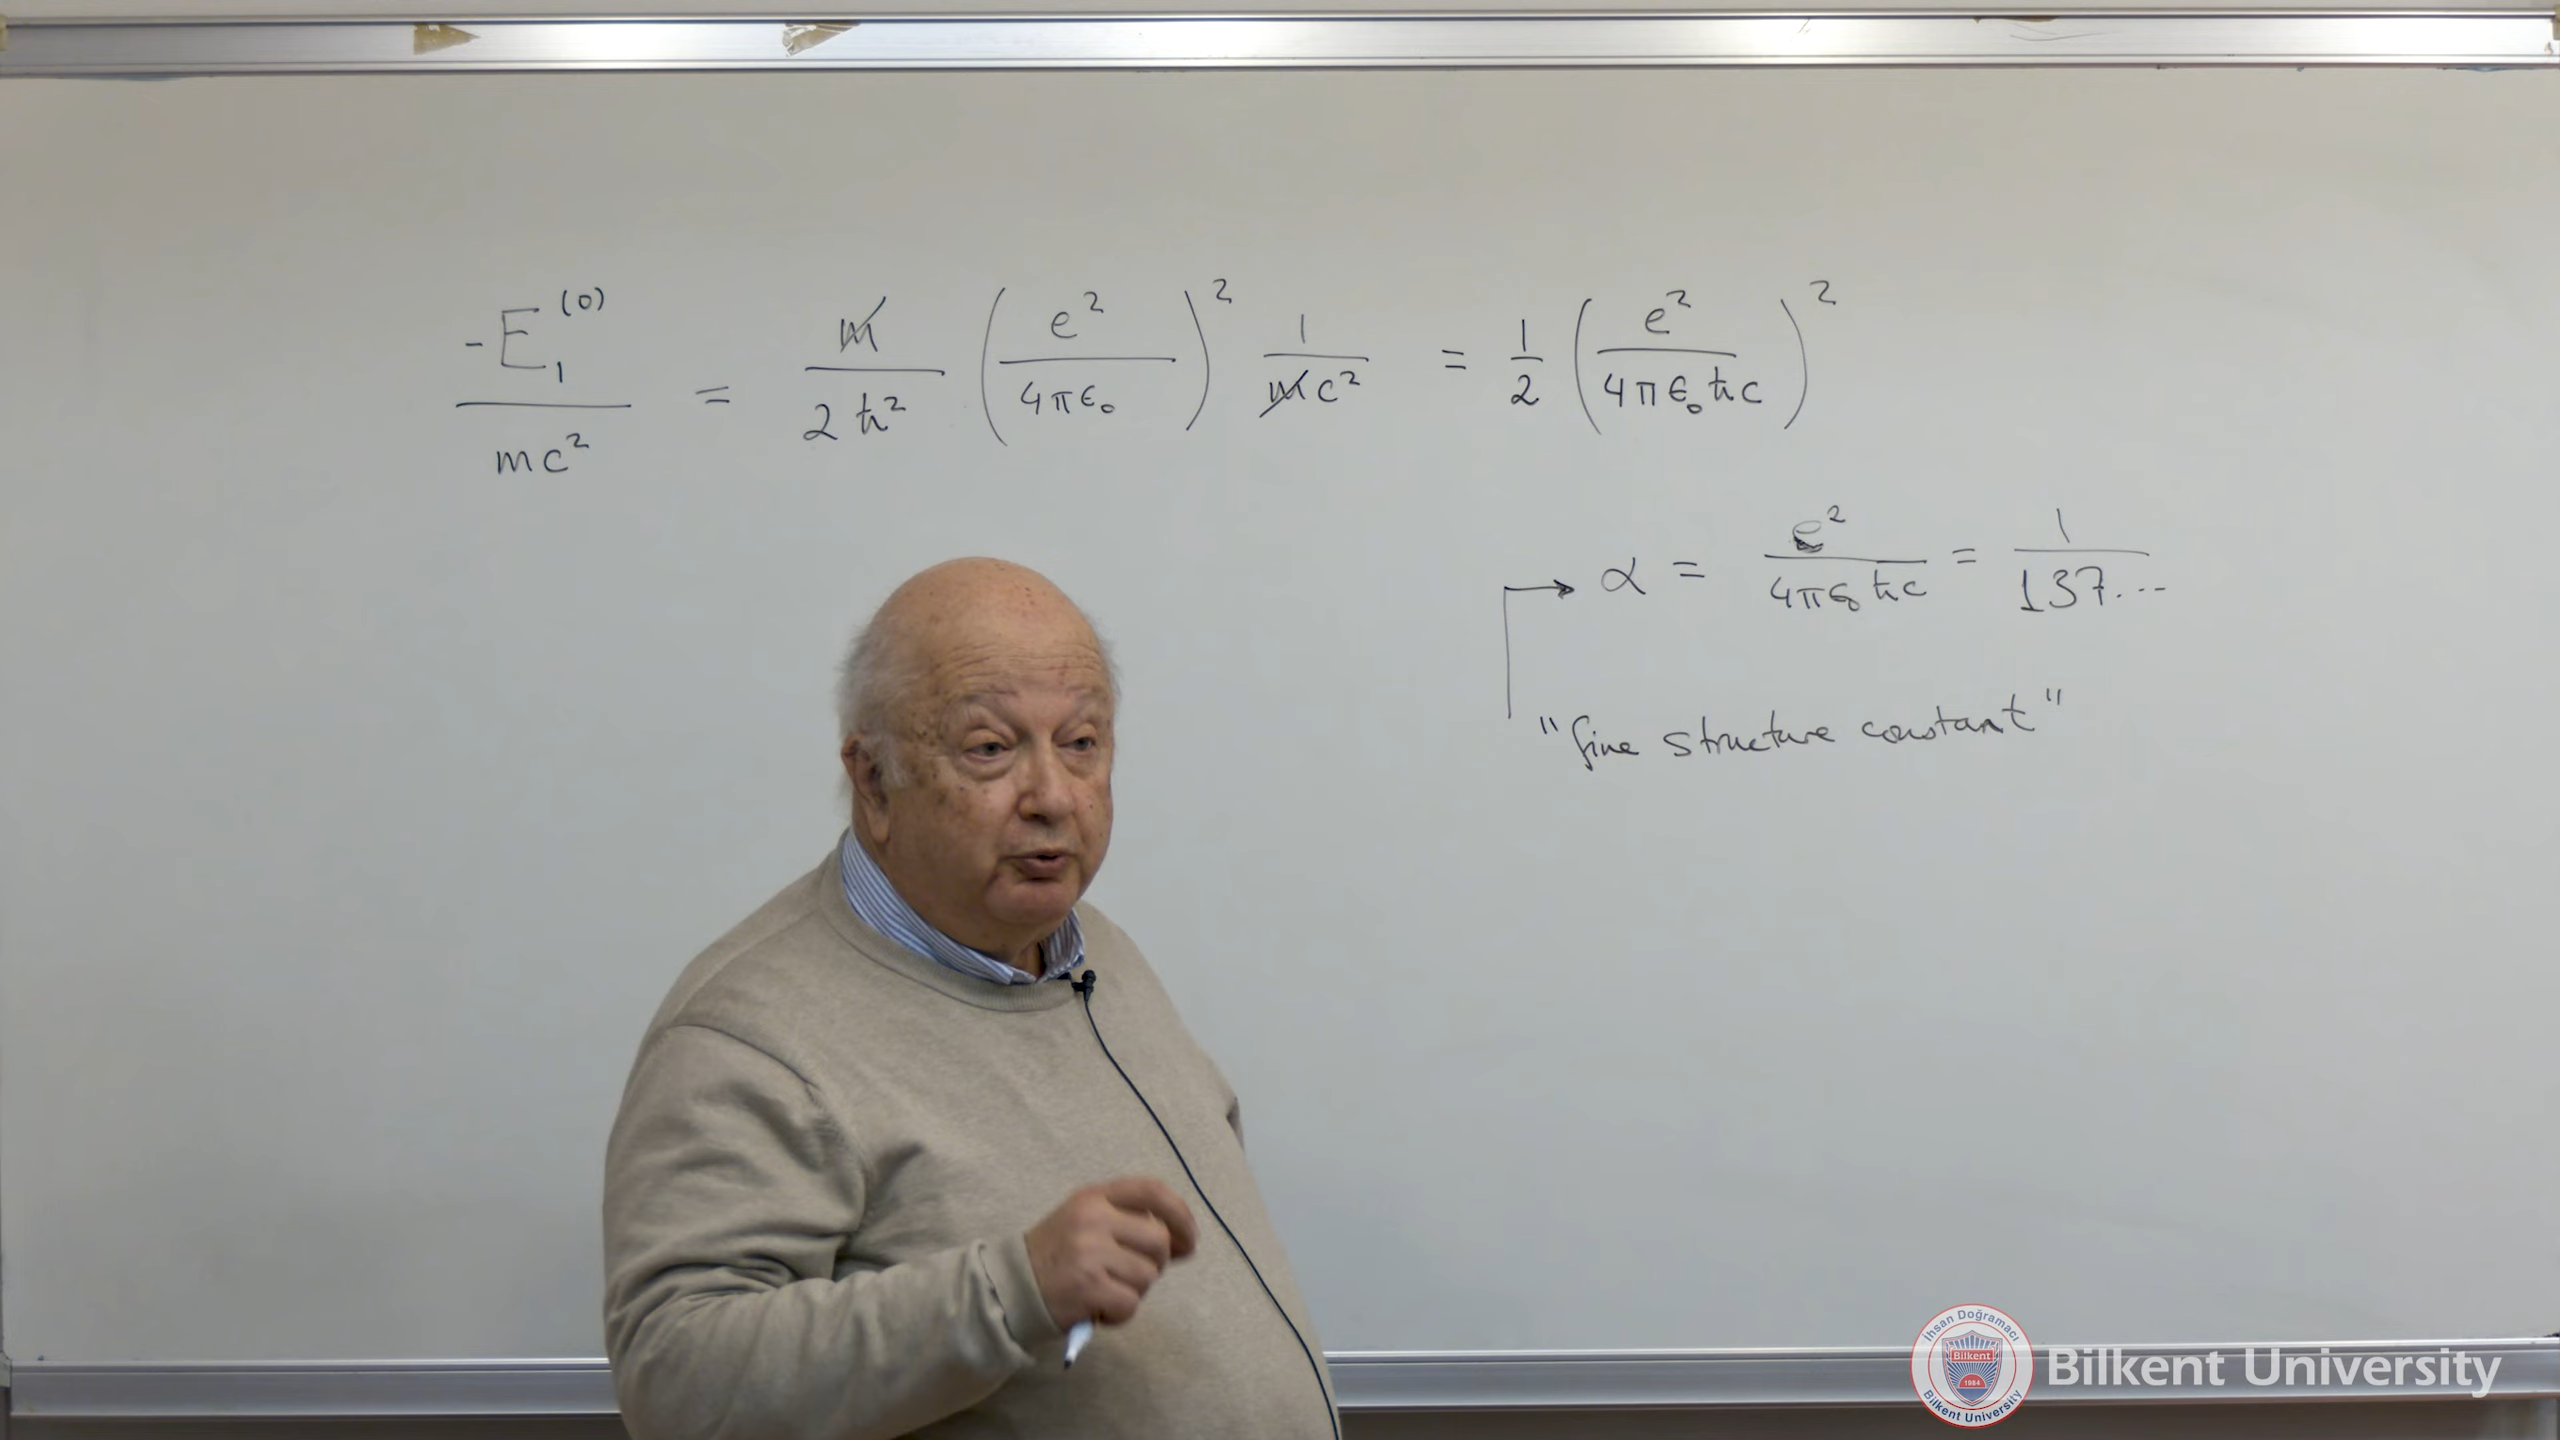 -E₁⁽⁰⁾/mc² = m/2ħ² (e²/4πϵ₀)² 1/mc² = 1/2 (e²/4πϵ₀ħc)²
α = e²/4πϵ₀ħc = 1/137...
"fine structure constant"
İhsan Doğramacı
Bilkent
1984
Bilkent University
Bilkent University